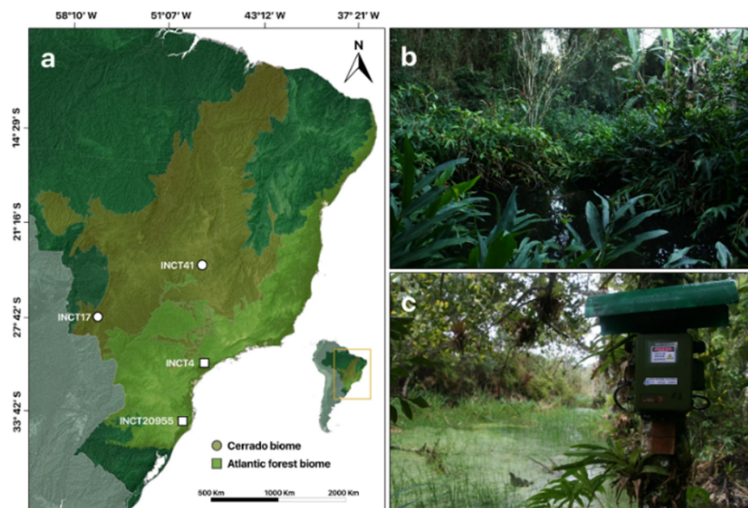 58°10' W
51°07' W
43°12' W
37°21' W
a
N
b
14°29' S
21°16' S
27°42' S
33°42' S
INCT41
INCT17
INCT4
INCT20955
Cerrado biome
Atlantic forest biome
500 Km
1000 Km
2000 Km
c